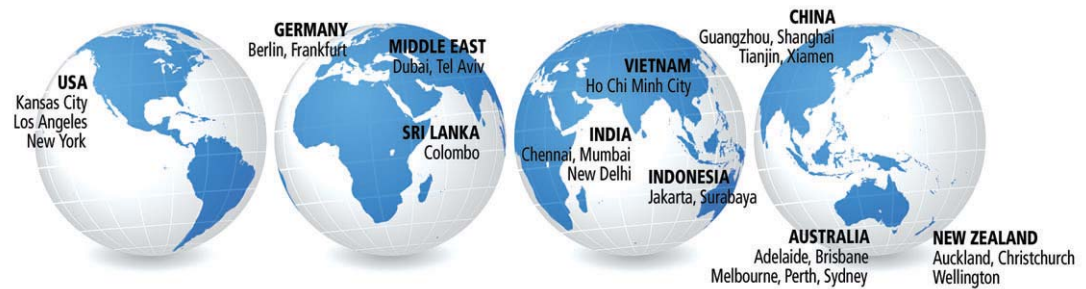 USA
Kansas City
Los Angeles
New York
GERMANY
Berlin, Frankfurt
MIDDLE EAST
Dubai, Tel Aviv
SRI LANKA
Colombo
VIETNAM
Ho Chi Minh City
INDIA
Chennai, Mumbai
New Delhi
INDONESIA
Jakarta, Surabaya
CHINA
Guangzhou, Shanghai
Tianjin, Xiamen
AUSTRALIA
Adelaide, Brisbane
Melbourne, Perth, Sydney
NEW ZEALAND
Auckland, Christchurch
Wellington